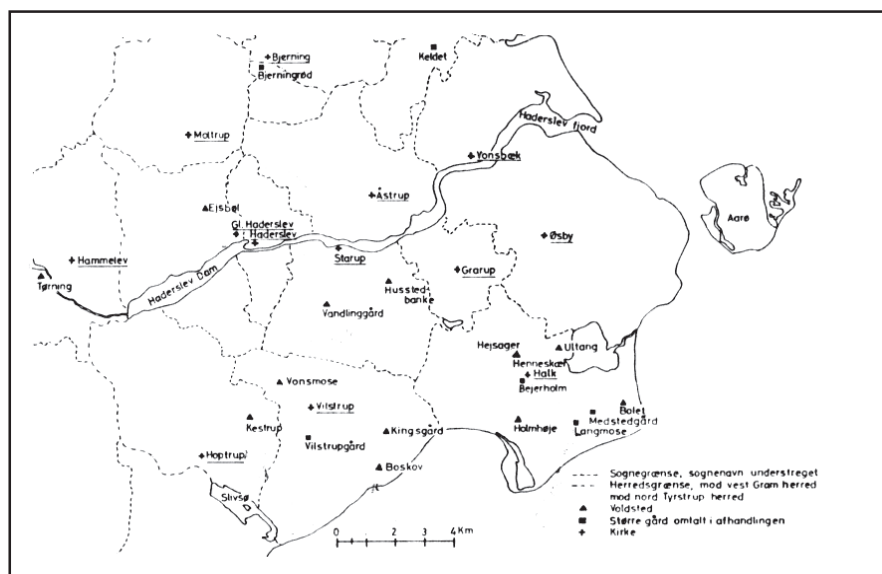 Bjerning
Bjerningrød
Keldet
Moltrup
Haderslev fjord
Vonsbæk
Åstrup
Ejsbøl
Gl. Haderslev
Haderslev
Aarø
Øsby
Starup
Hammelev
Grarup
Haderslev Dam
Tørning
Hussted-
banke
Vandlinggård
Hejsager
Ultang
Henneskær
Halk
Bejerholm
Vonsmose
Vilstrup
Bolet
Medstedgård
Kestrup
Kingsgård
Holmhøje
Langmose
Vilstrupgård
Hoptrup
Boskov
Slivsø
Sognegrænse, sognenavn understreget
Herredsgrænse, mod vest Gram herred
mod nord Tyrstrup herred
Voldsted
Større gård omtalt i afhandlingen
Kirke
0 2 3 4 Km